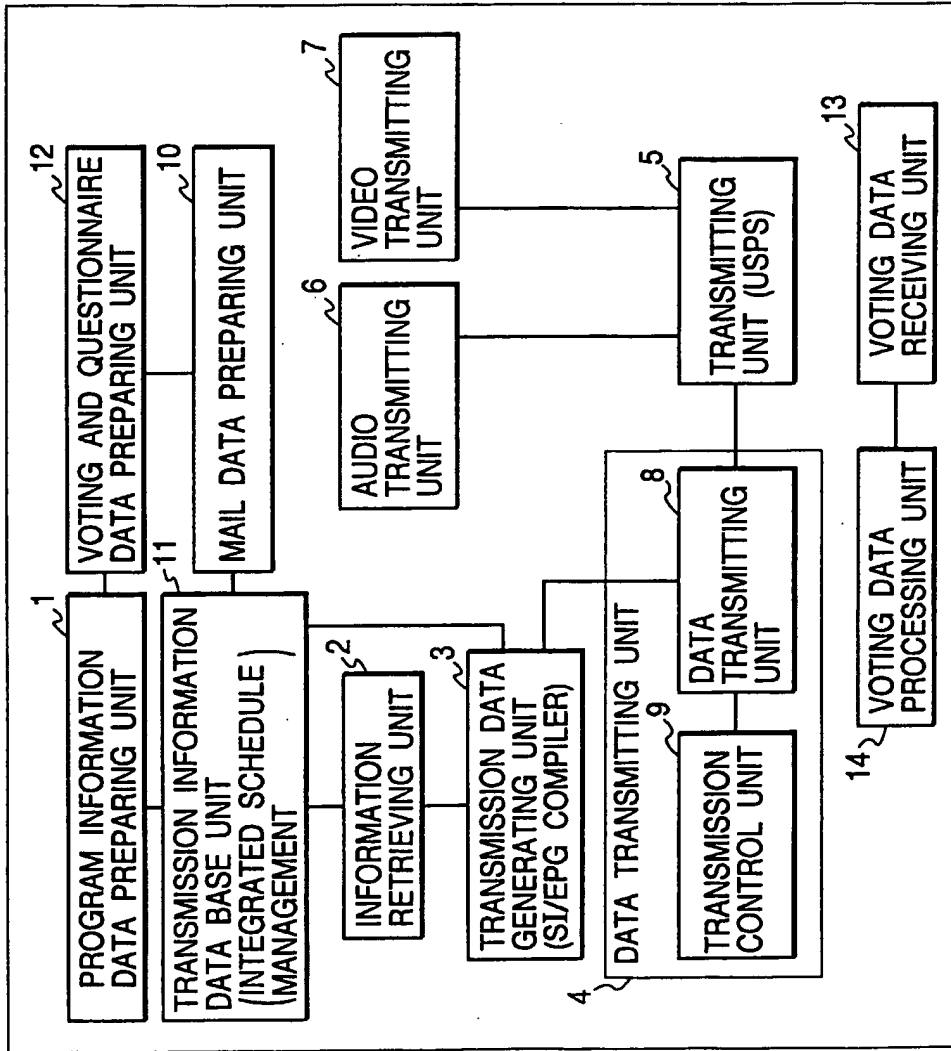 1
PROGRAM INFORMATION
DATA PREPARING UNIT
12
VOTING AND QUESTIONNAIRE
DATA PREPARING UNIT
11
TRANSMISSION INFORMATION
DATA BASE UNIT
(INTEGRATED SCHEDULE)
(MANAGEMENT
10
MAIL DATA PREPARING UNIT
2
INFORMATION
RETRIEVING UNIT
3
TRANSMISSION DATA
GENERATING UNIT
(SI/EPG COMPILER)
6
AUDIO
TRANSMITTING
UNIT
7
VIDEO
TRANSMITTING
UNIT
4
DATA TRANSMITTING UNIT
9
TRANSMISSION
CONTROL UNIT
8
DATA
TRANSMITTING
UNIT
5
TRANSMITTING
UNIT (USPS)
14
VOTING DATA
PROCESSING UNIT
13
VOTING DATA
RECEIVING UNIT